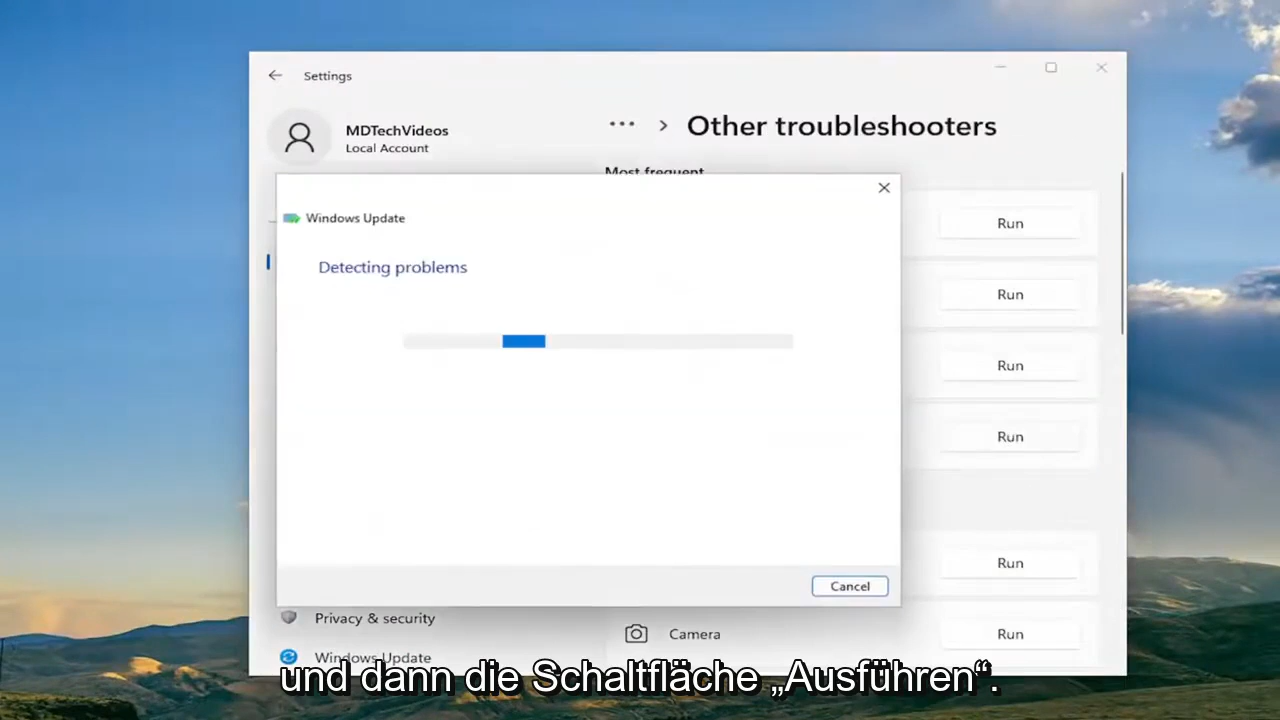 Settings
MDTechVideos
Local Account
Other troubleshooters
Most frequent
Windows Update
Detecting problems
Run
Run
Run
Run
Run
Cancel
Privacy & security
Camera
Run
Windows Update
und dann die Schaltfläche „Ausführen“.